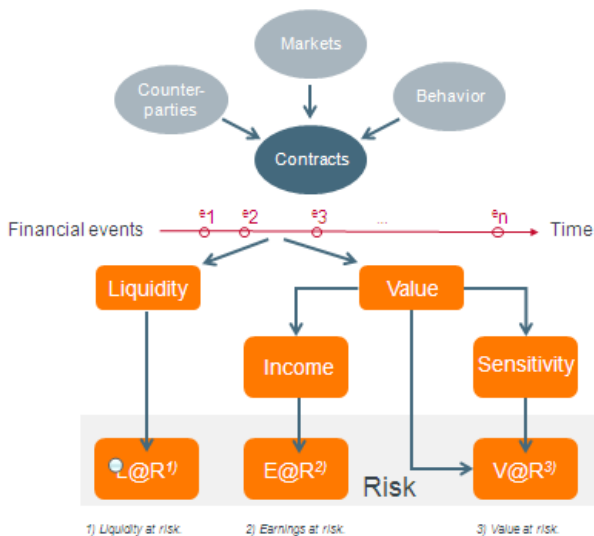 Markets
Counter-
parties
Behavior
Contracts
e1 e2 e3 ... en
Financial events Time
Liquidity Value
Income Sensitivity
L@R1) E@R2) V@R3)
Risk
1) Liquidity at risk. 2) Earnings at risk. 3) Value at risk.